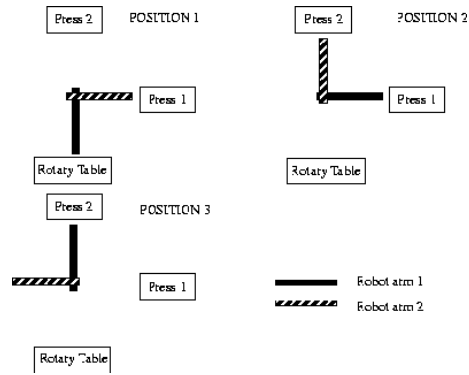 Press 2 POSITION 1
Press 1
Rotary Table
Press 2 POSITION 2
Press 1
Rotary Table
Press 2 POSITION 3
Press 1
Rotary Table
Robot arm 1
Robot arm 2